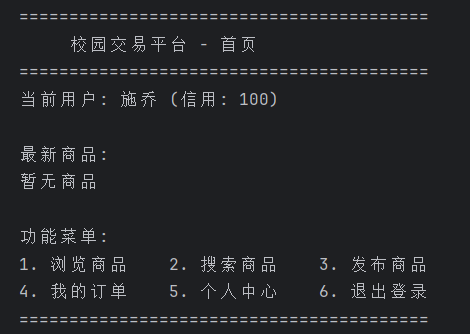 =========================================
校园交易平台 - 首页
=========================================
当前用户: 施乔 (信用: 100)
最新商品:
暂无商品
功能菜单:
1. 浏览商品    2. 搜索商品    3. 发布商品
4. 我的订单    5. 个人中心    6. 退出登录
=========================================